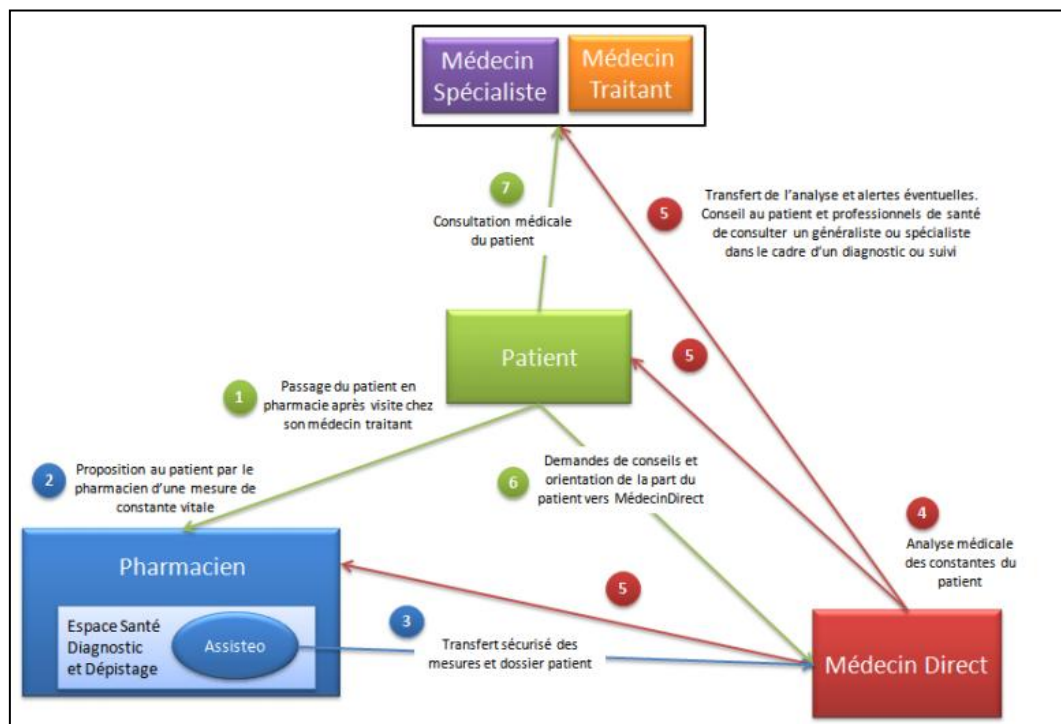 Médecin
Spécialiste
Médecin
Traitant
7
Consultation médicale
du patient
5
Transfert de l'analyse et alertes éventuelles.
Conseil au patient et professionnels de santé
de consulter un généraliste ou spécialiste
dans le cadre d'un diagnostic ou suivi
Patient
5
1
Passage du patient en
pharmacie après visite chez
son médecin traitant
2
Proposition au patient par le
pharmacien d'une mesure de
constante vitale
6
Demandes de conseils et
orientation de la part du
patient vers MédecinDirect
4
Analyse médicale
des constantes du
patient
Pharmacien
Espace Santé
Diagnostic
et Dépistage
Assisteo
5
3
Transfert sécurisé des
mesures et dossier patient
Médecin Direct